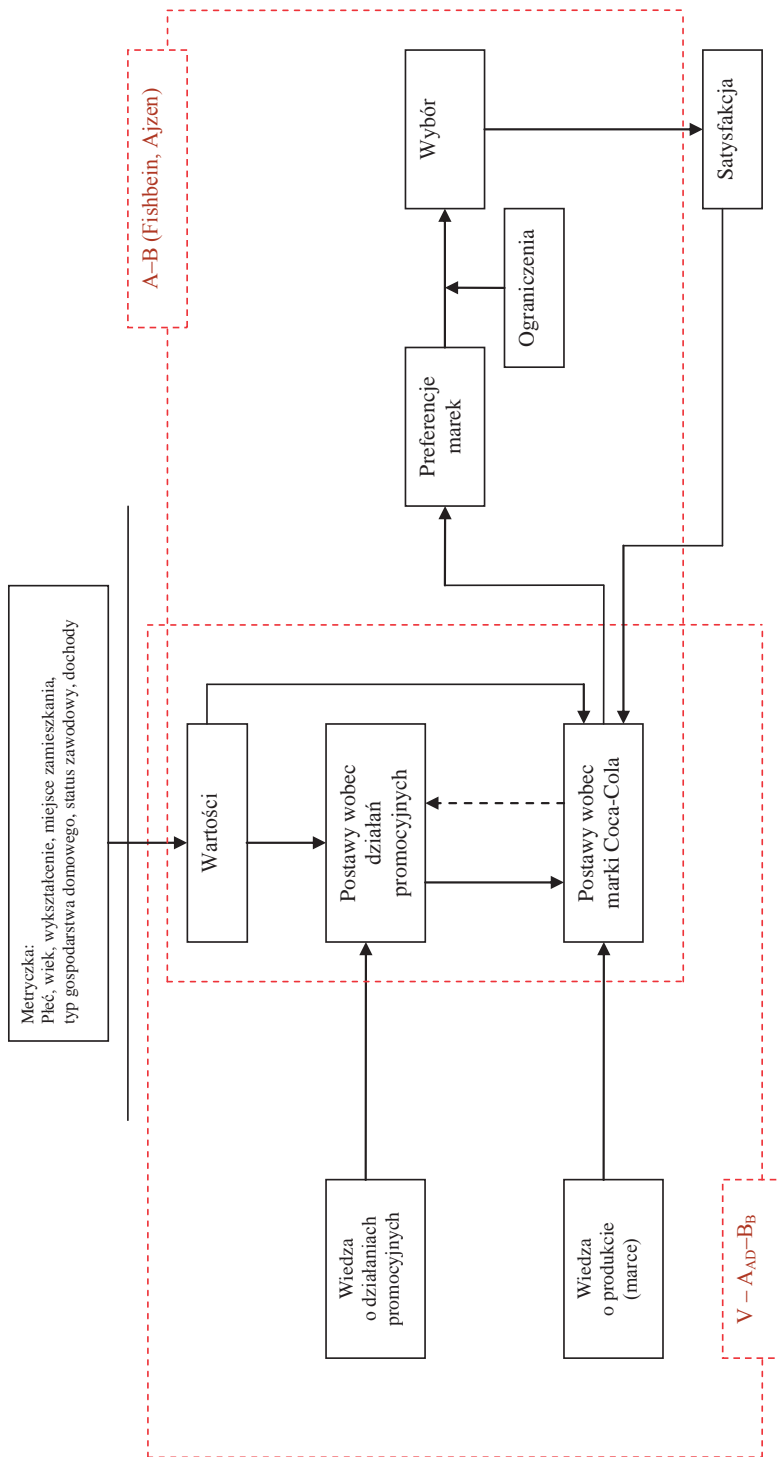 Metryczka:
Płeć, wiek, wykształcenie, miejsce zamieszkania,
typ gospodarstwa domowego, status zawodowy, dochody
A–B (Fishbein, Ajzen)
Wartości
Wiedza
o działaniach
promocyjnych
Postawy wobec
działań
promocyjnych
Preferencje
marek
Wybór
Ograniczenia
Wiedza
o produkcie
(marce)
Postawy wobec
marki Coca-Cola
Satysfakcja
V – A_AD–B_B